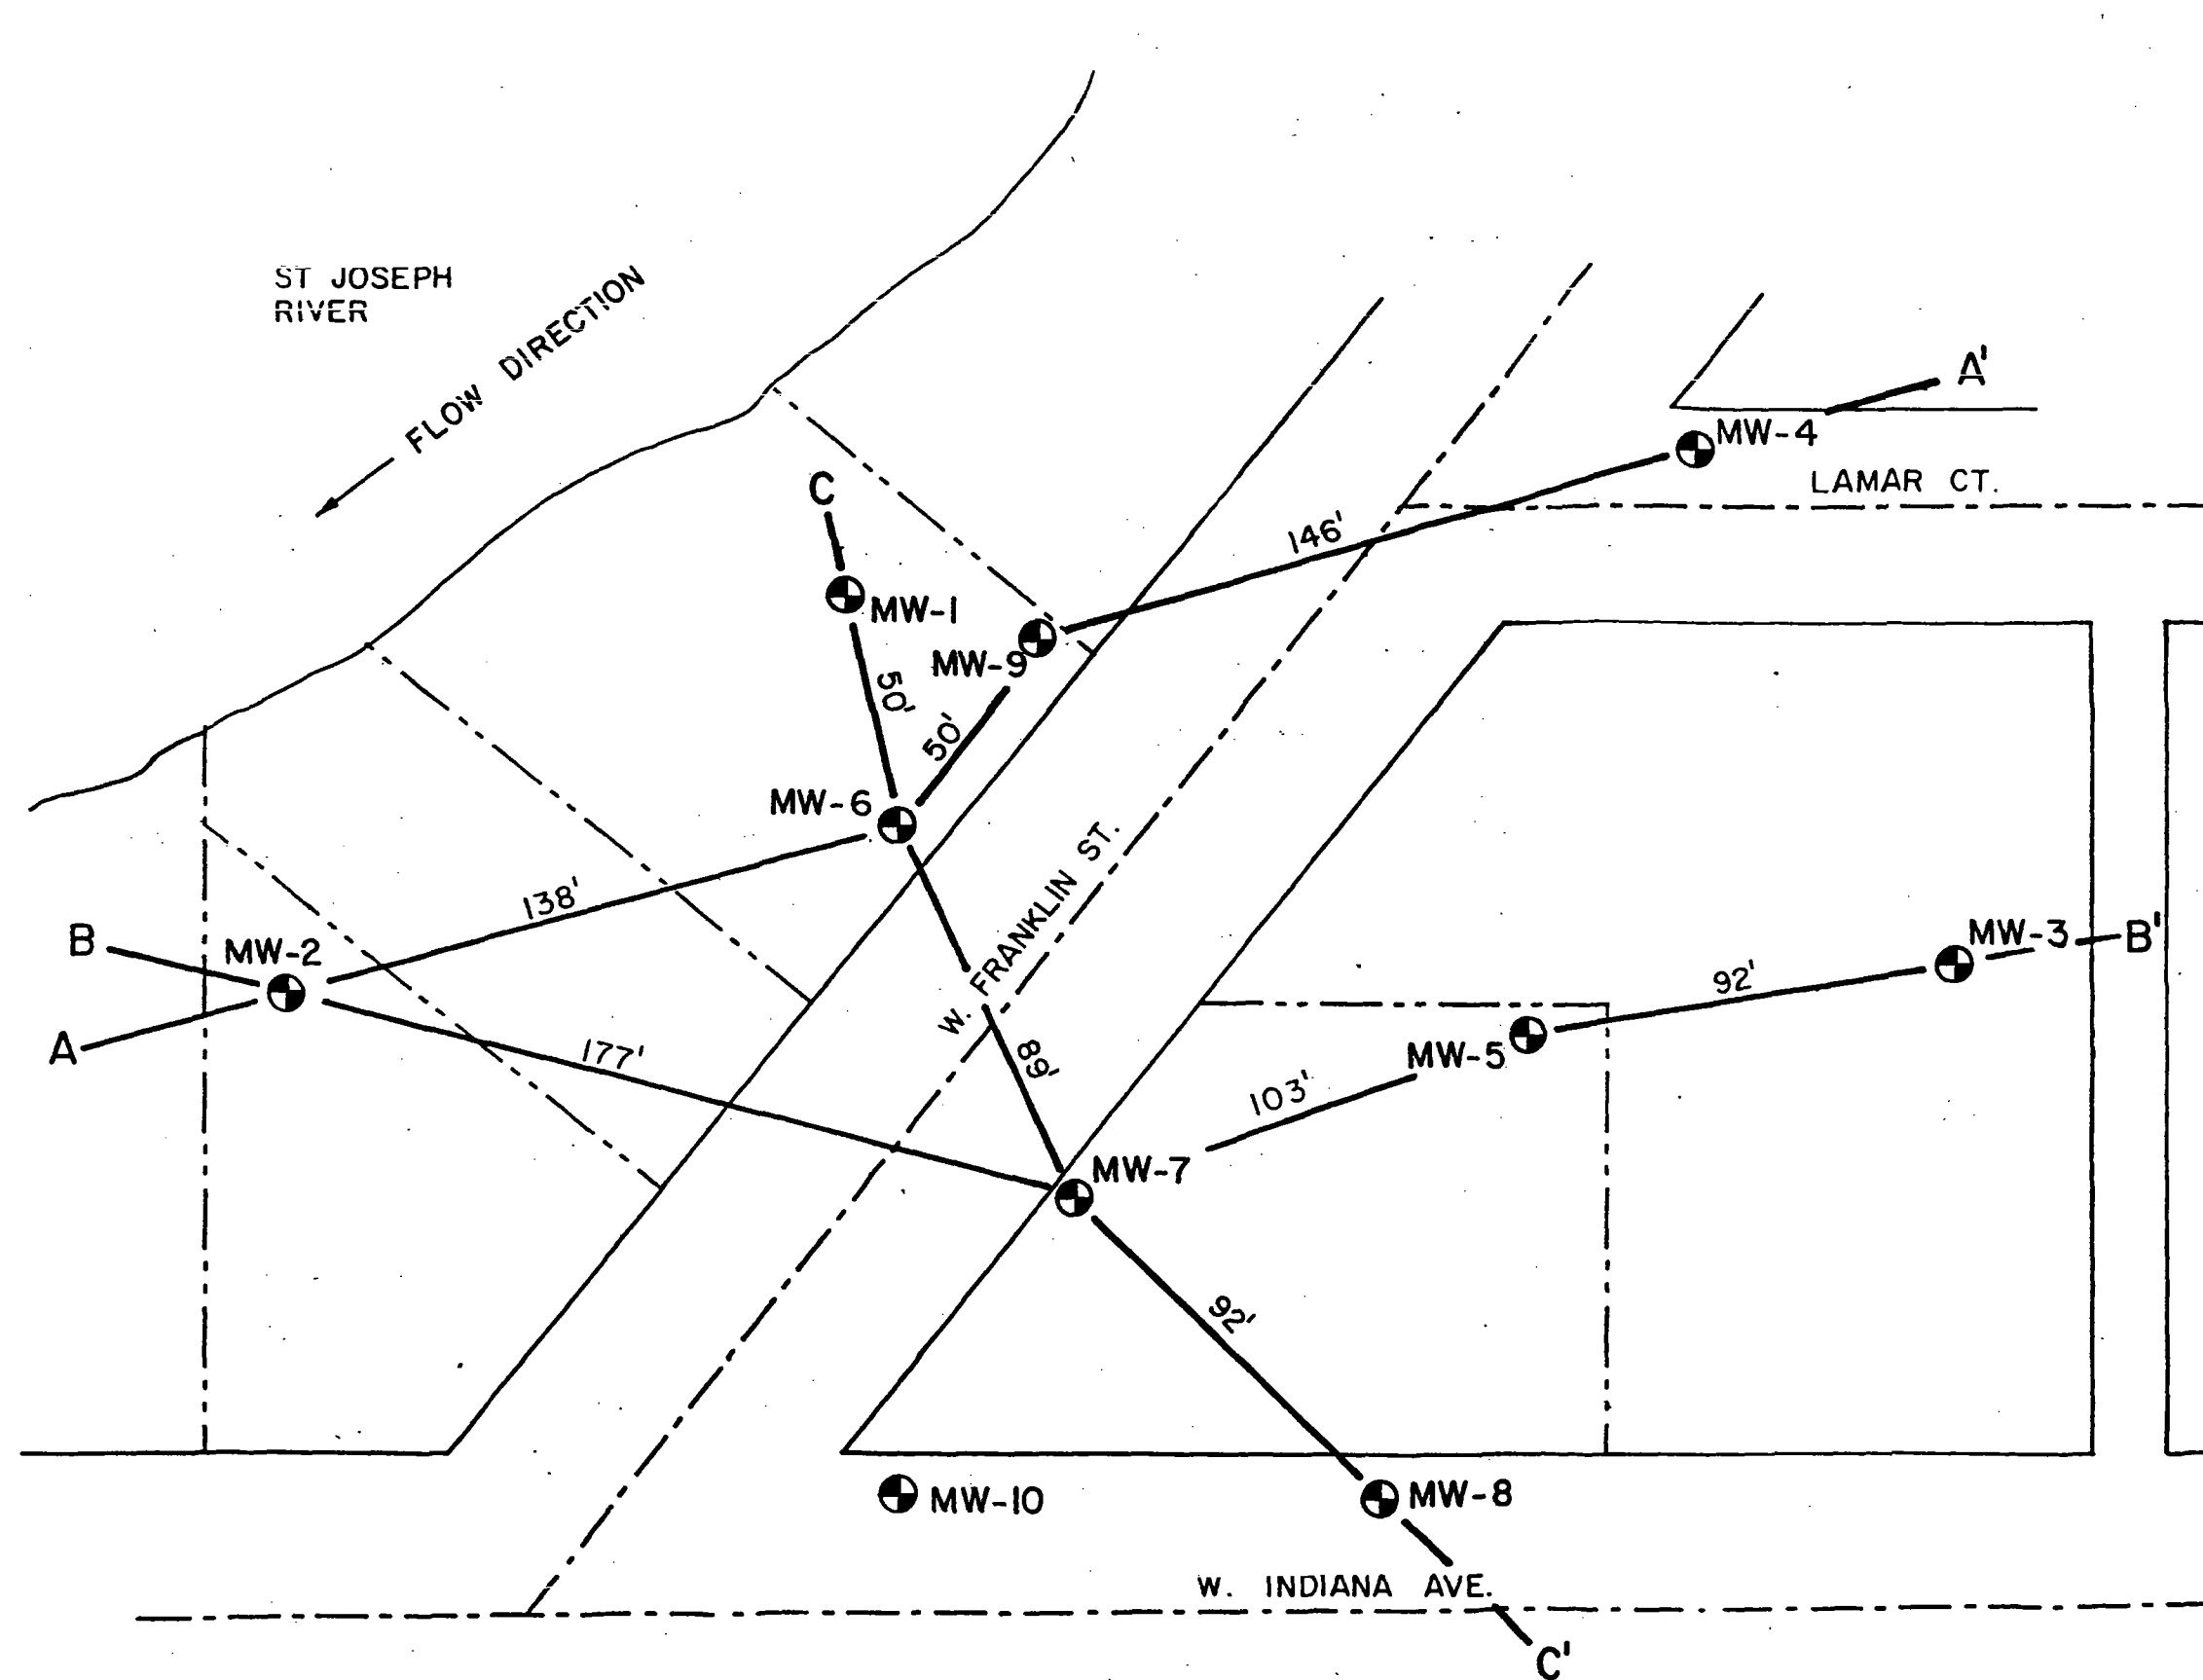 ST JOSEPH
RIVER
FLOW DIRECTION
A'
MW-4
LAMAR CT.
C
146'
MW-1
MW-9
50'
50'
MW-6
W. FRANKLIN ST.
138'
B
MW-2
MW-3
B'
92'
A
177'
89'
MW-5
103'
MW-7
92'
MW-10
MW-8
W. INDIANA AVE.
C'